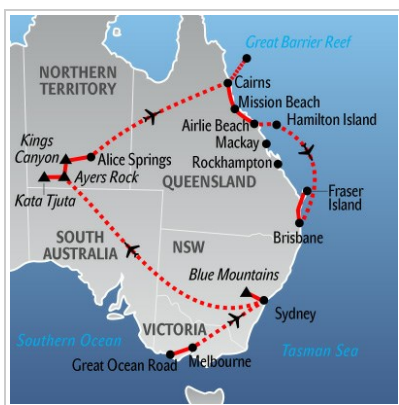 Great Barrier Reef
NORTHERN
TERRITORY
Cairns
Mission Beach
Airlie Beach
Hamilton Island
Kings
Canyon
Mackay
Alice Springs
Rockhampton
Ayers Rock
QUEENSLAND
Fraser
Island
Kata Tjuta
SOUTH
AUSTRALIA
NSW
Brisbane
Blue Mountains
Sydney
VICTORIA
Southern Ocean
Tasman Sea
Great Ocean Road
Melbourne